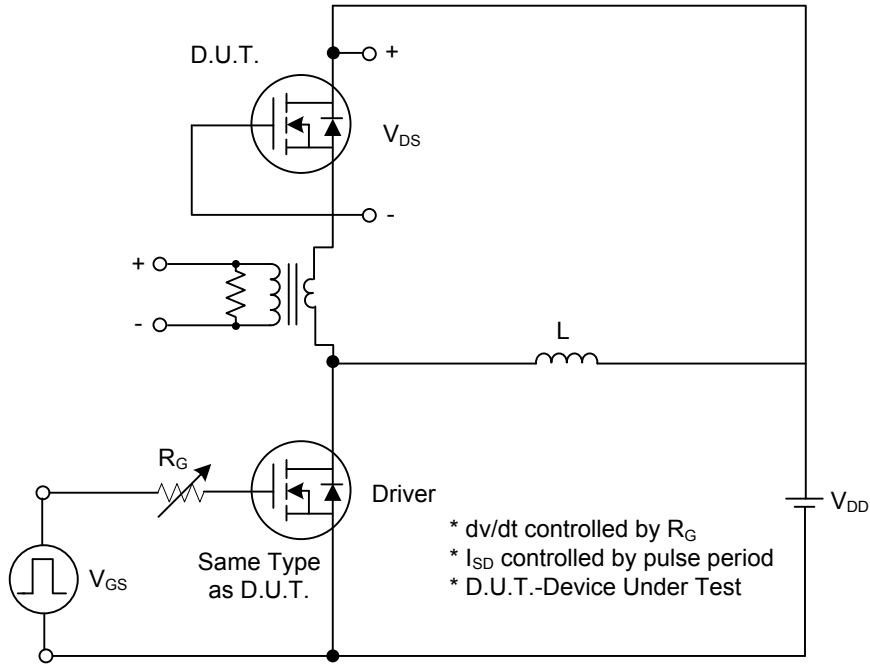 D.U.T.
+
V_DS
-
+
-
L
R_G
Driver
V_DD
Same Type
as D.U.T.
V_GS
* dv/dt controlled by R_G
* I_SD controlled by pulse period
* D.U.T.-Device Under Test